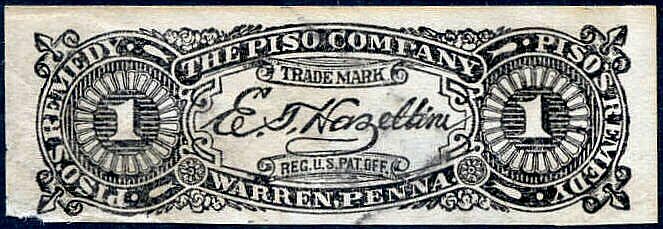 THE PISO COMPANY
PISO'S REMEDY
1
TRADE MARK
E. T. Hazeltine
REG. U.S. PAT. OFF.
WARREN, PENNA
PISO'S REMEDY
1